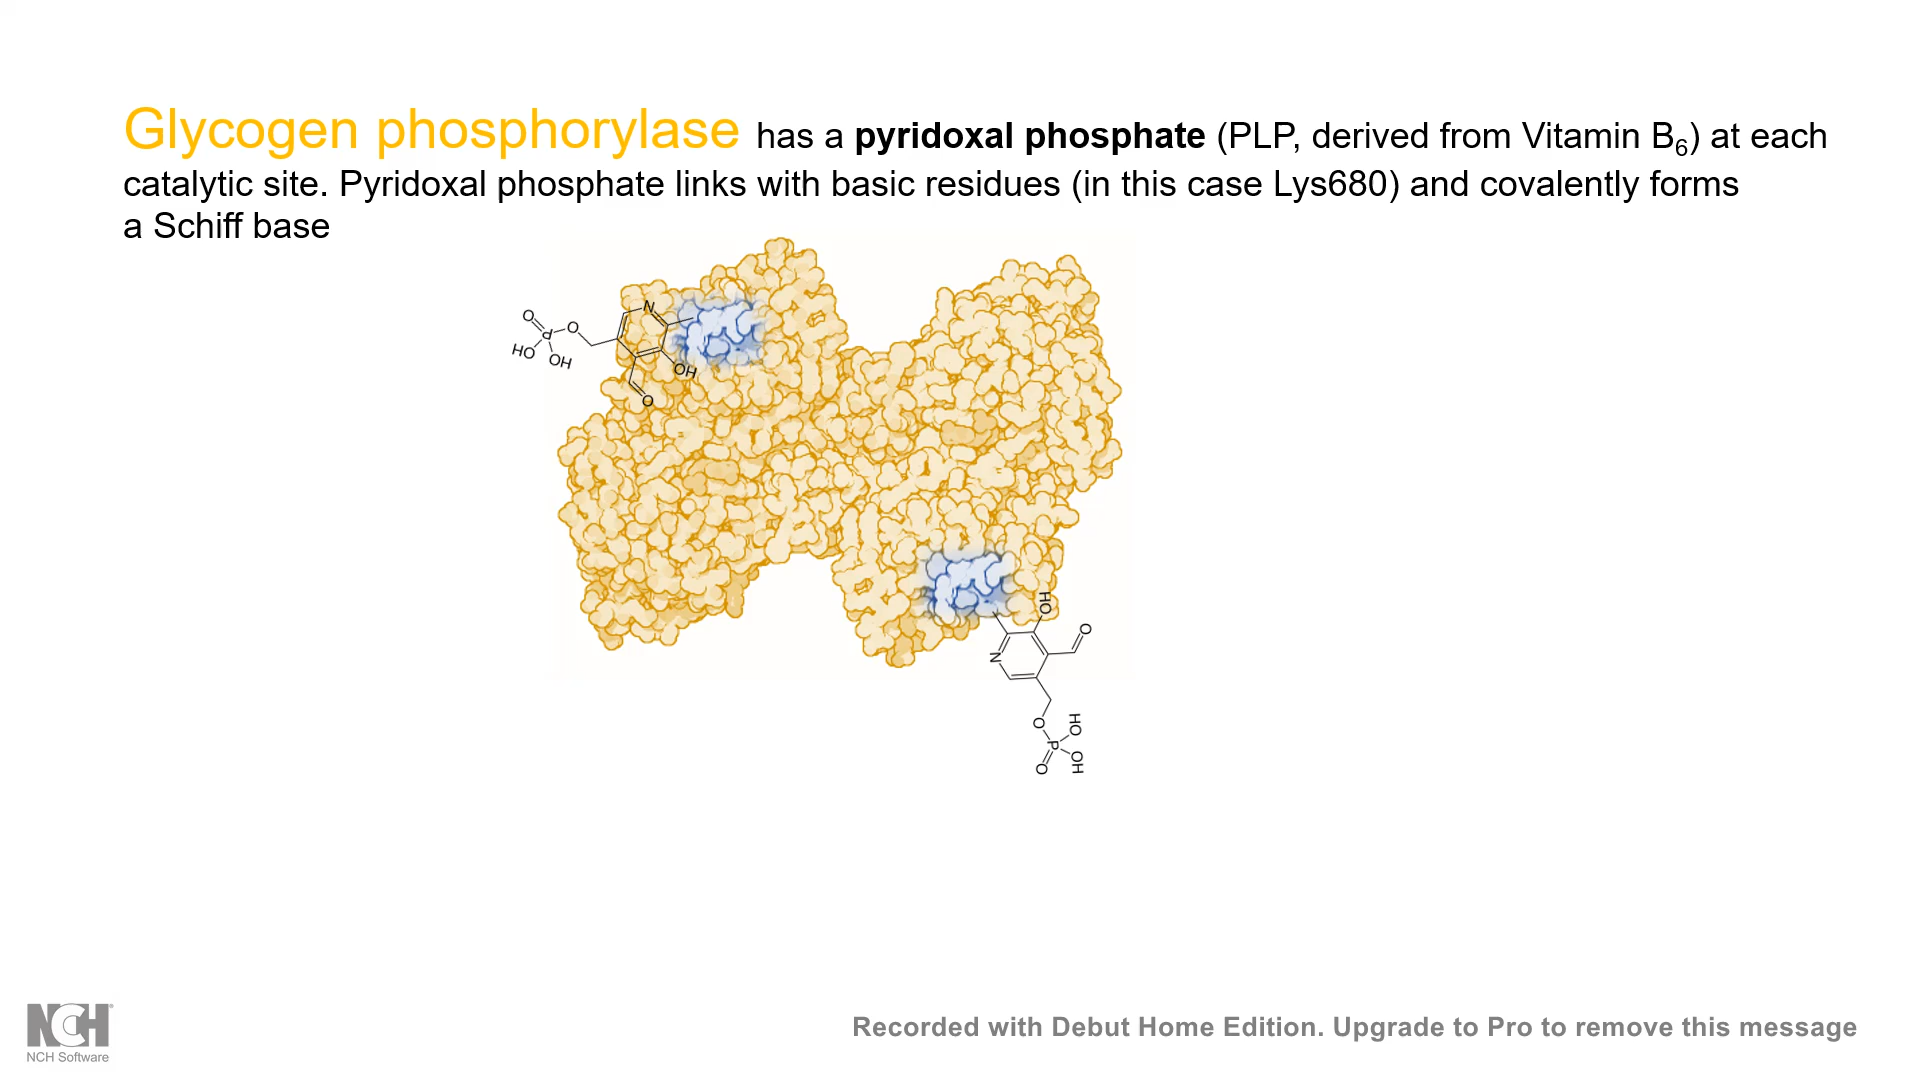 Glycogen phosphorylase has a pyridoxal phosphate (PLP, derived from Vitamin B₆) at each
catalytic site. Pyridoxal phosphate links with basic residues (in this case Lys680) and covalently forms
a Schiff base
N
O
O
P
HO
OH
OH
O
HO
O
N
O
HO
P
O
OH
NCH
NCH Software
Recorded with Debut Home Edition. Upgrade to Pro to remove this message